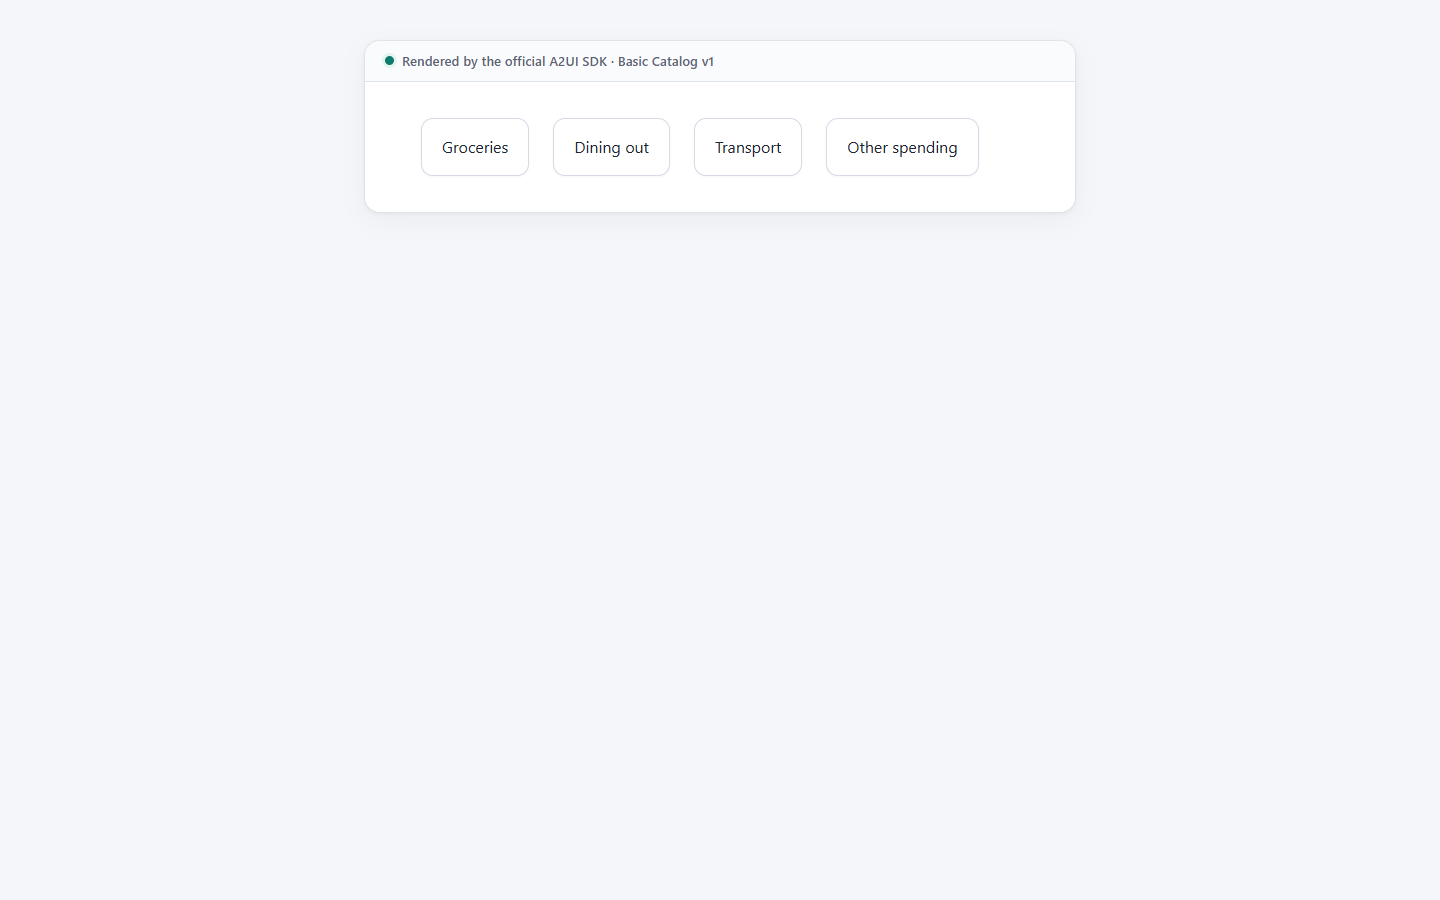 Rendered by the official A2UI SDK · Basic Catalog v1
Groceries
Dining out
Transport
Other spending